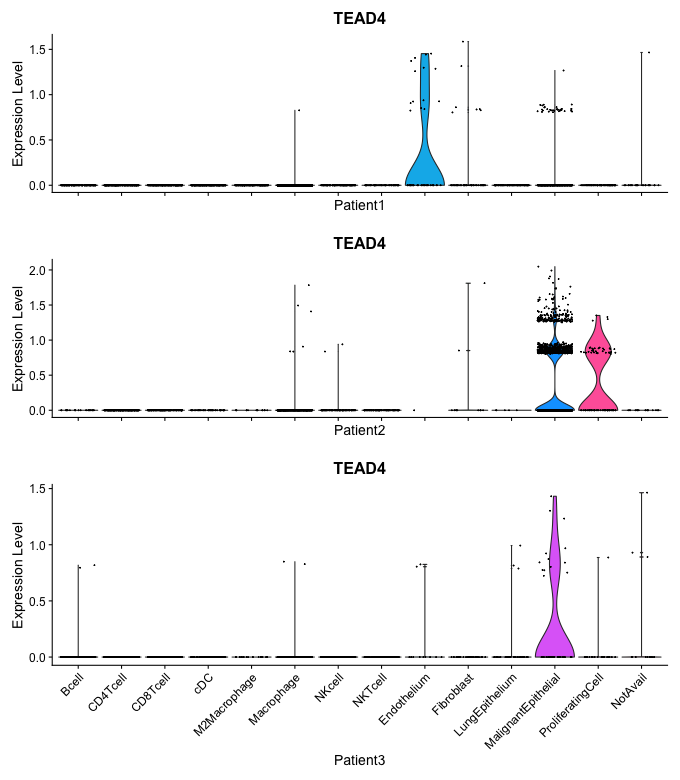 TEAD4
Expression Level
1.5
1.0
0.5
0.0
Patient1
TEAD4
Expression Level
2.0
1.5
1.0
0.5
0.0
Patient2
TEAD4
Expression Level
1.5
1.0
0.5
0.0
Bcell
CD4Tcell
CD8Tcell
cDC
M2Macrophage
Macrophage
NKcell
NKTcell
Endothelium
Fibroblast
LungEpithelium
MalignantEpithelial
ProliferatingCell
NotAvail
Patient3